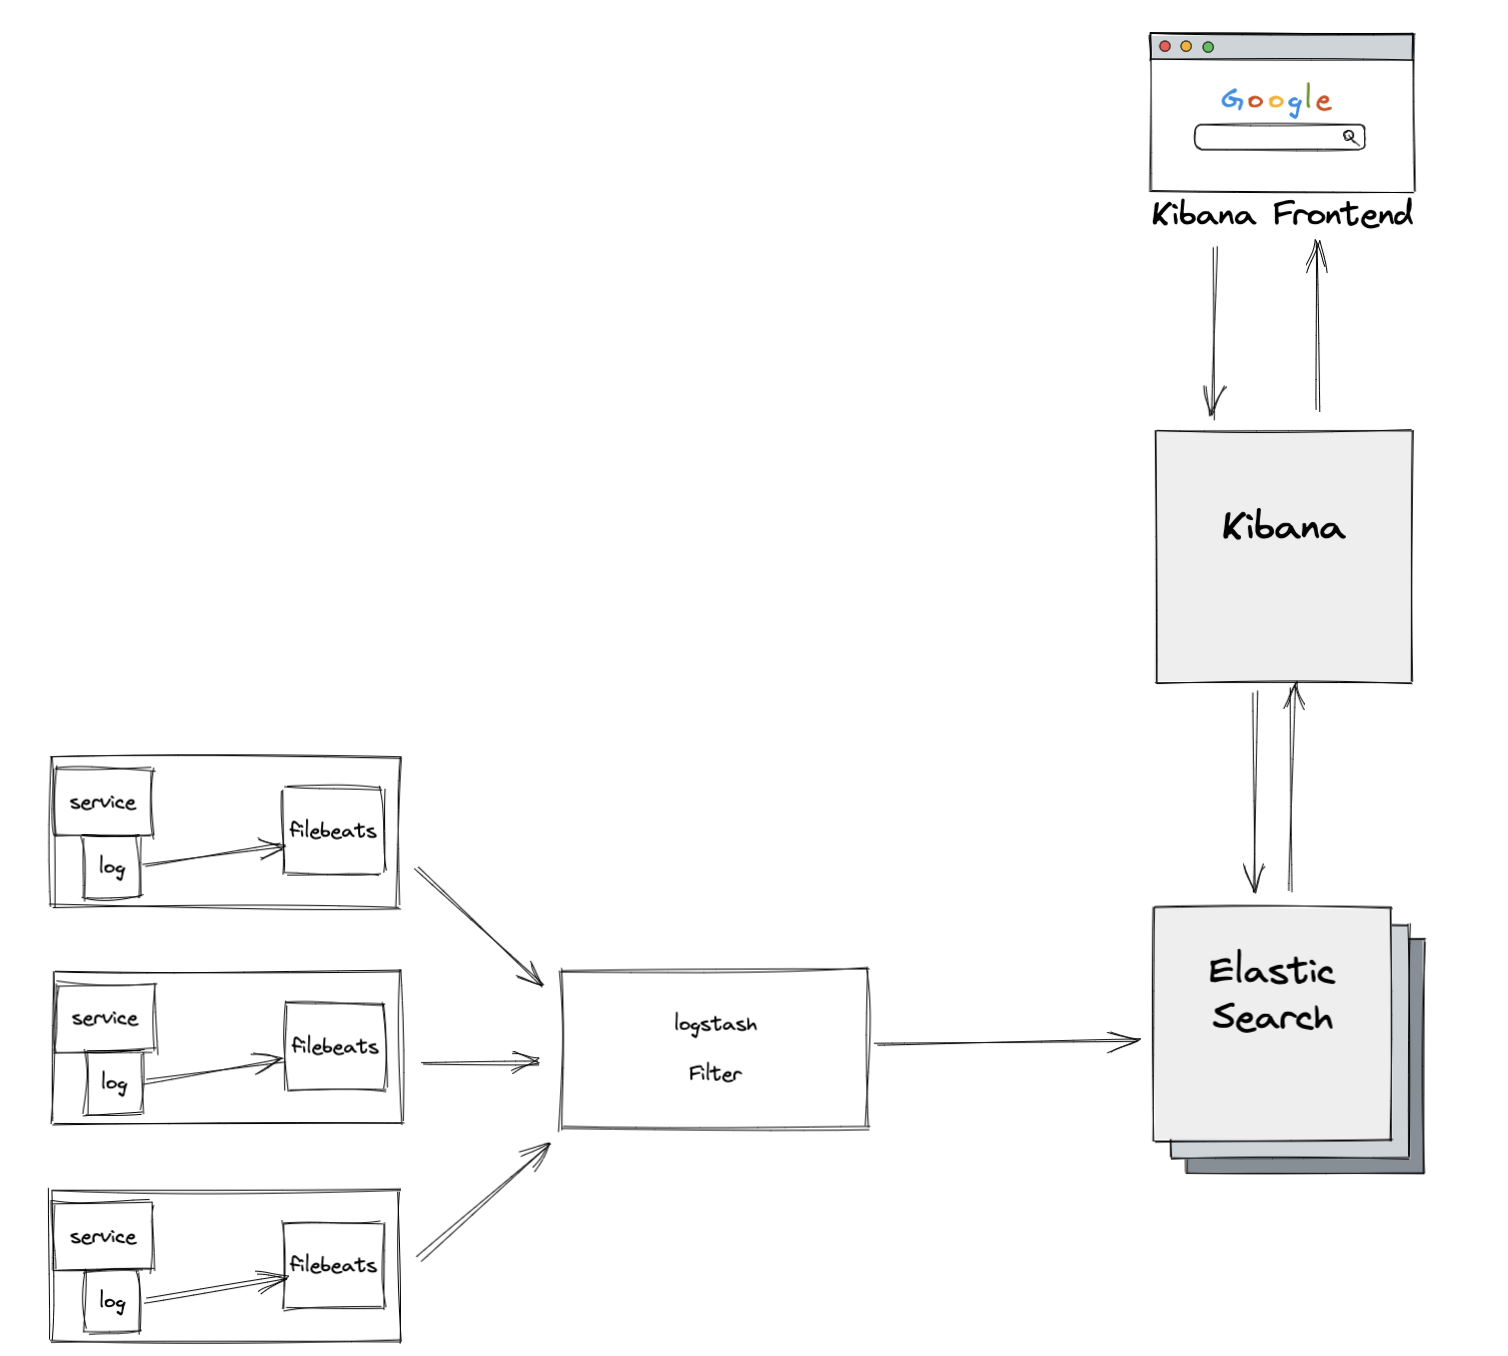 Google
Kibana Frontend
Kibana
service
log
filebeats
service
log
filebeats
service
log
filebeats
logstash
Filter
Elastic
Search